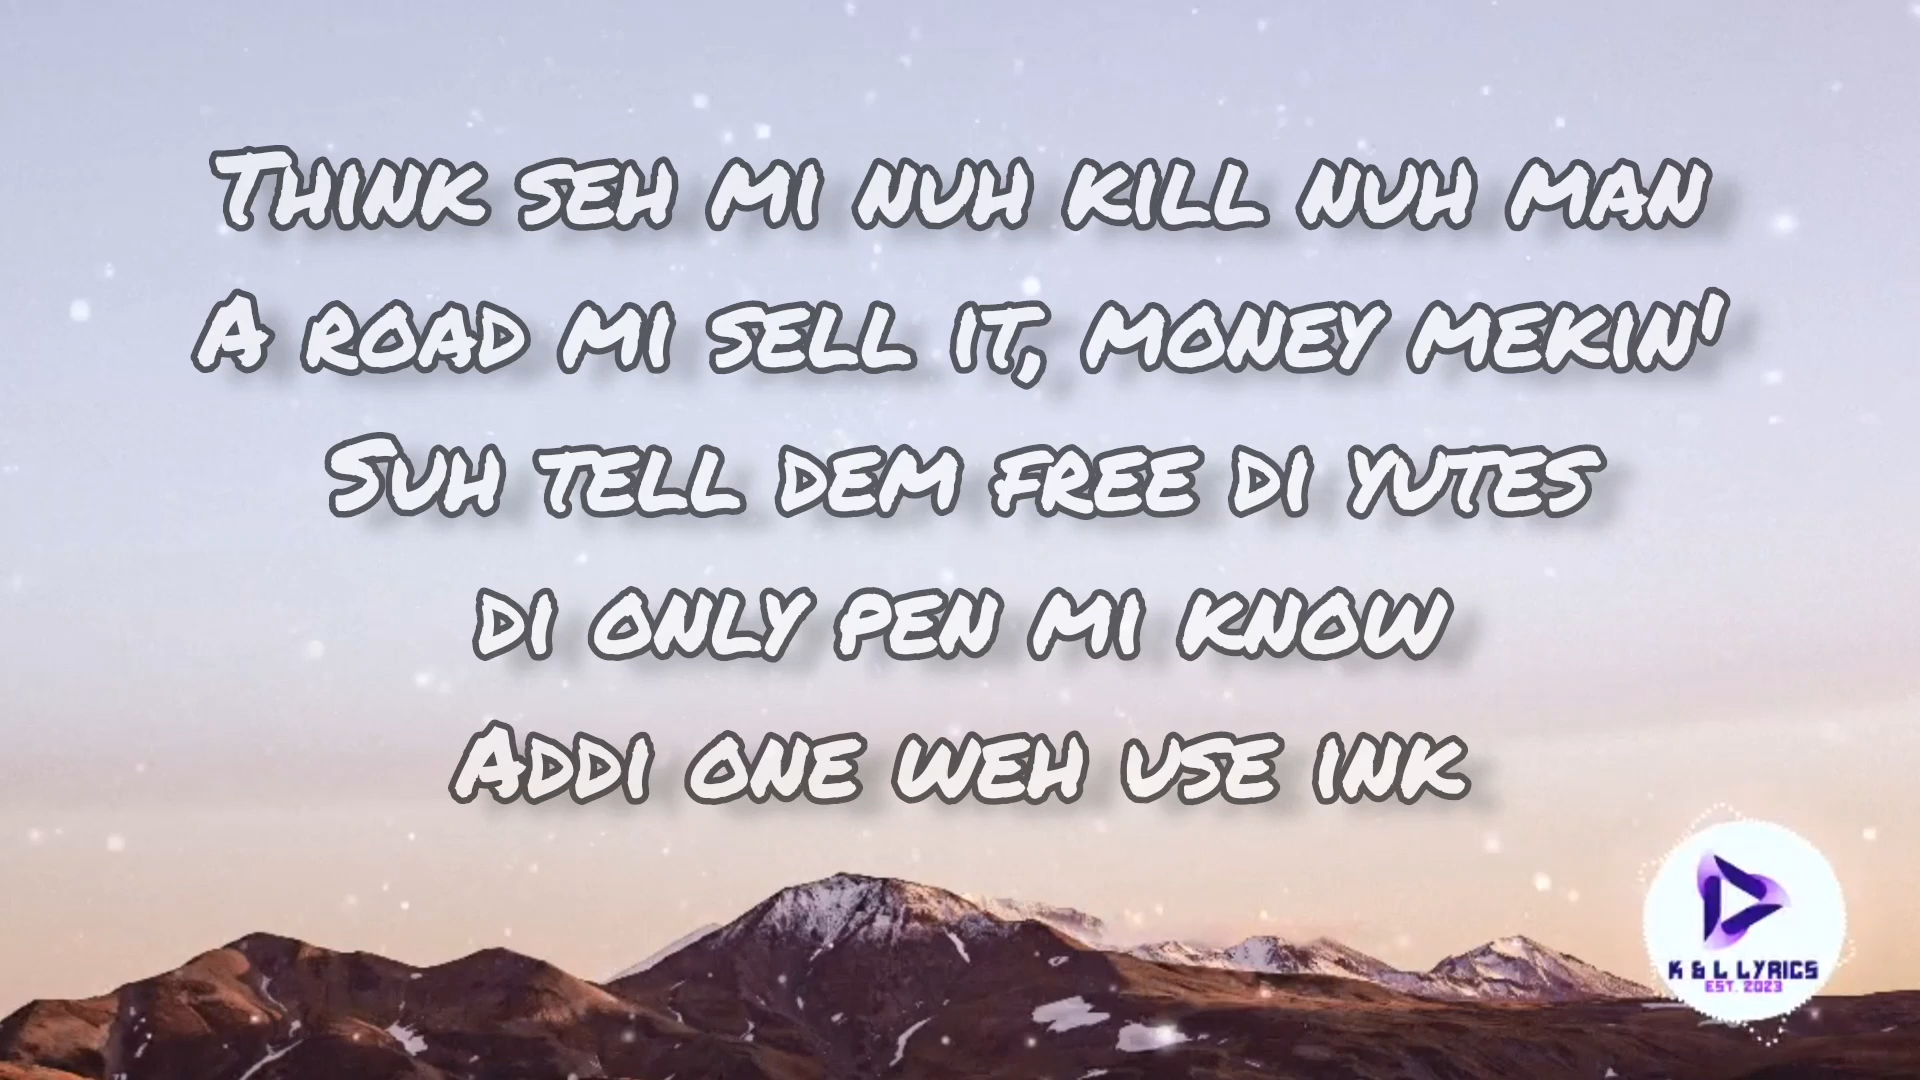 Think seh mi nuh kill nuh man
A road mi sell it, money mekin'
Suh tell dem free di yutes
di only pen mi know
Addi one weh use ink
K & L LYRICS
EST. 2023